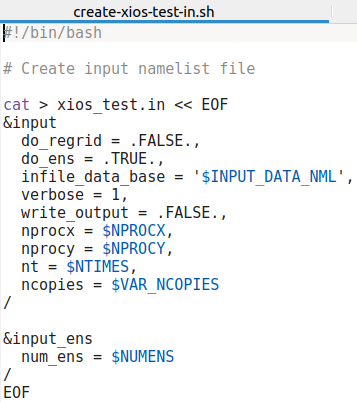 create-xios-test-in.sh
#!/bin/bash
# Create input namelist file
cat > xios_test.in << EOF
&input
  do_regrid = .FALSE.,
  do_ens = .TRUE.,
  infile_data_base = '$INPUT_DATA_NML',
  verbose = 1,
  write_output = .FALSE.,
  nprocx = $NPROCX,
  nprocy = $NPROCY,
  nt = $NTIMES,
  ncopies = $VAR_NCOPIES
/
&input_ens
  num_ens = $NUMENS
/
EOF